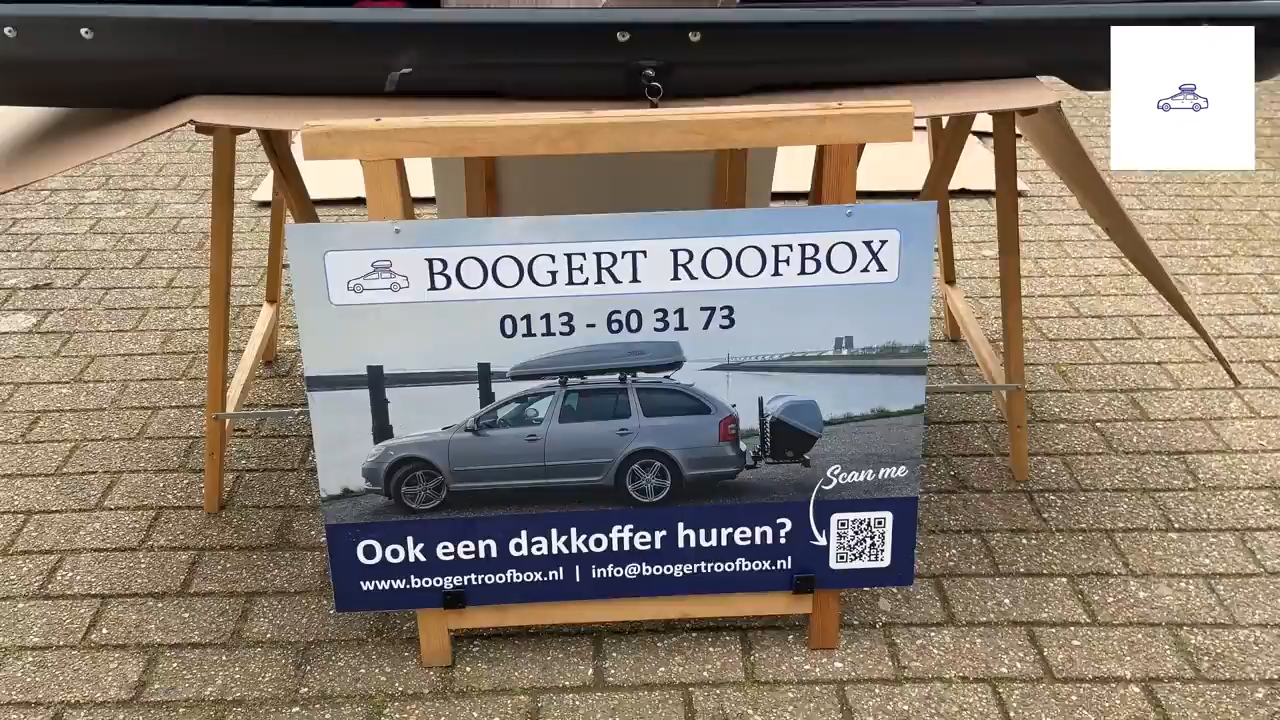 BOOGERT ROOFBOX
0113 - 60 31 73
Scan me
Ook een dakkoffer huren?
www.boogertroofbox.nl | info@boogertroofbox.nl